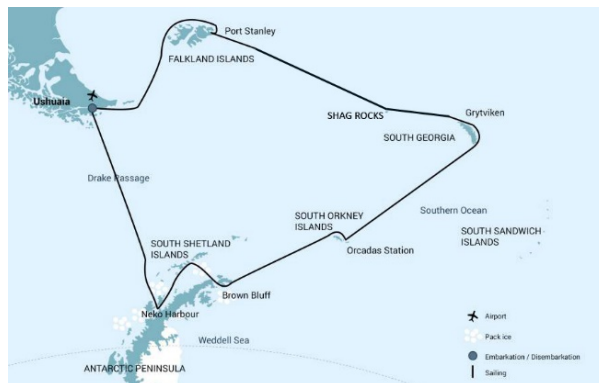 Port Stanley
FALKLAND ISLANDS
Ushuaia
SHAG ROCKS
Grytviken
SOUTH GEORGIA
Drake Passage
SOUTH ORKNEY
ISLANDS
Southern Ocean
SOUTH SANDWICH
ISLANDS
SOUTH SHETLAND
ISLANDS
Orcadas Station
Brown Bluff
Neko Harbour
Weddell Sea
ANTARCTIC PENINSULA
Airport
Pack ice
Embarkation / Disembarkation
Sailing